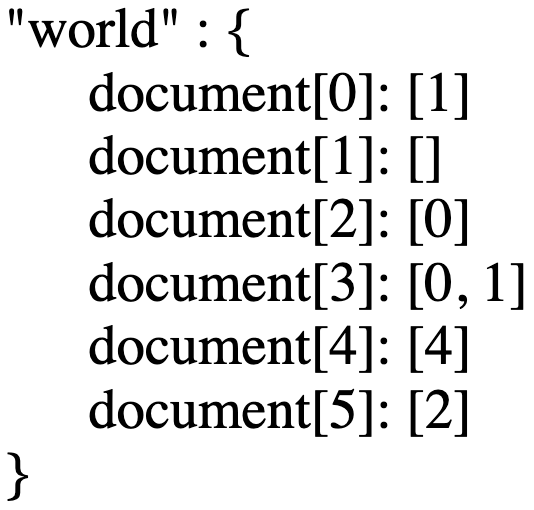 "world" : {
document[0]: [1]
document[1]: []
document[2]: [0]
document[3]: [0, 1]
document[4]: [4]
document[5]: [2]
}